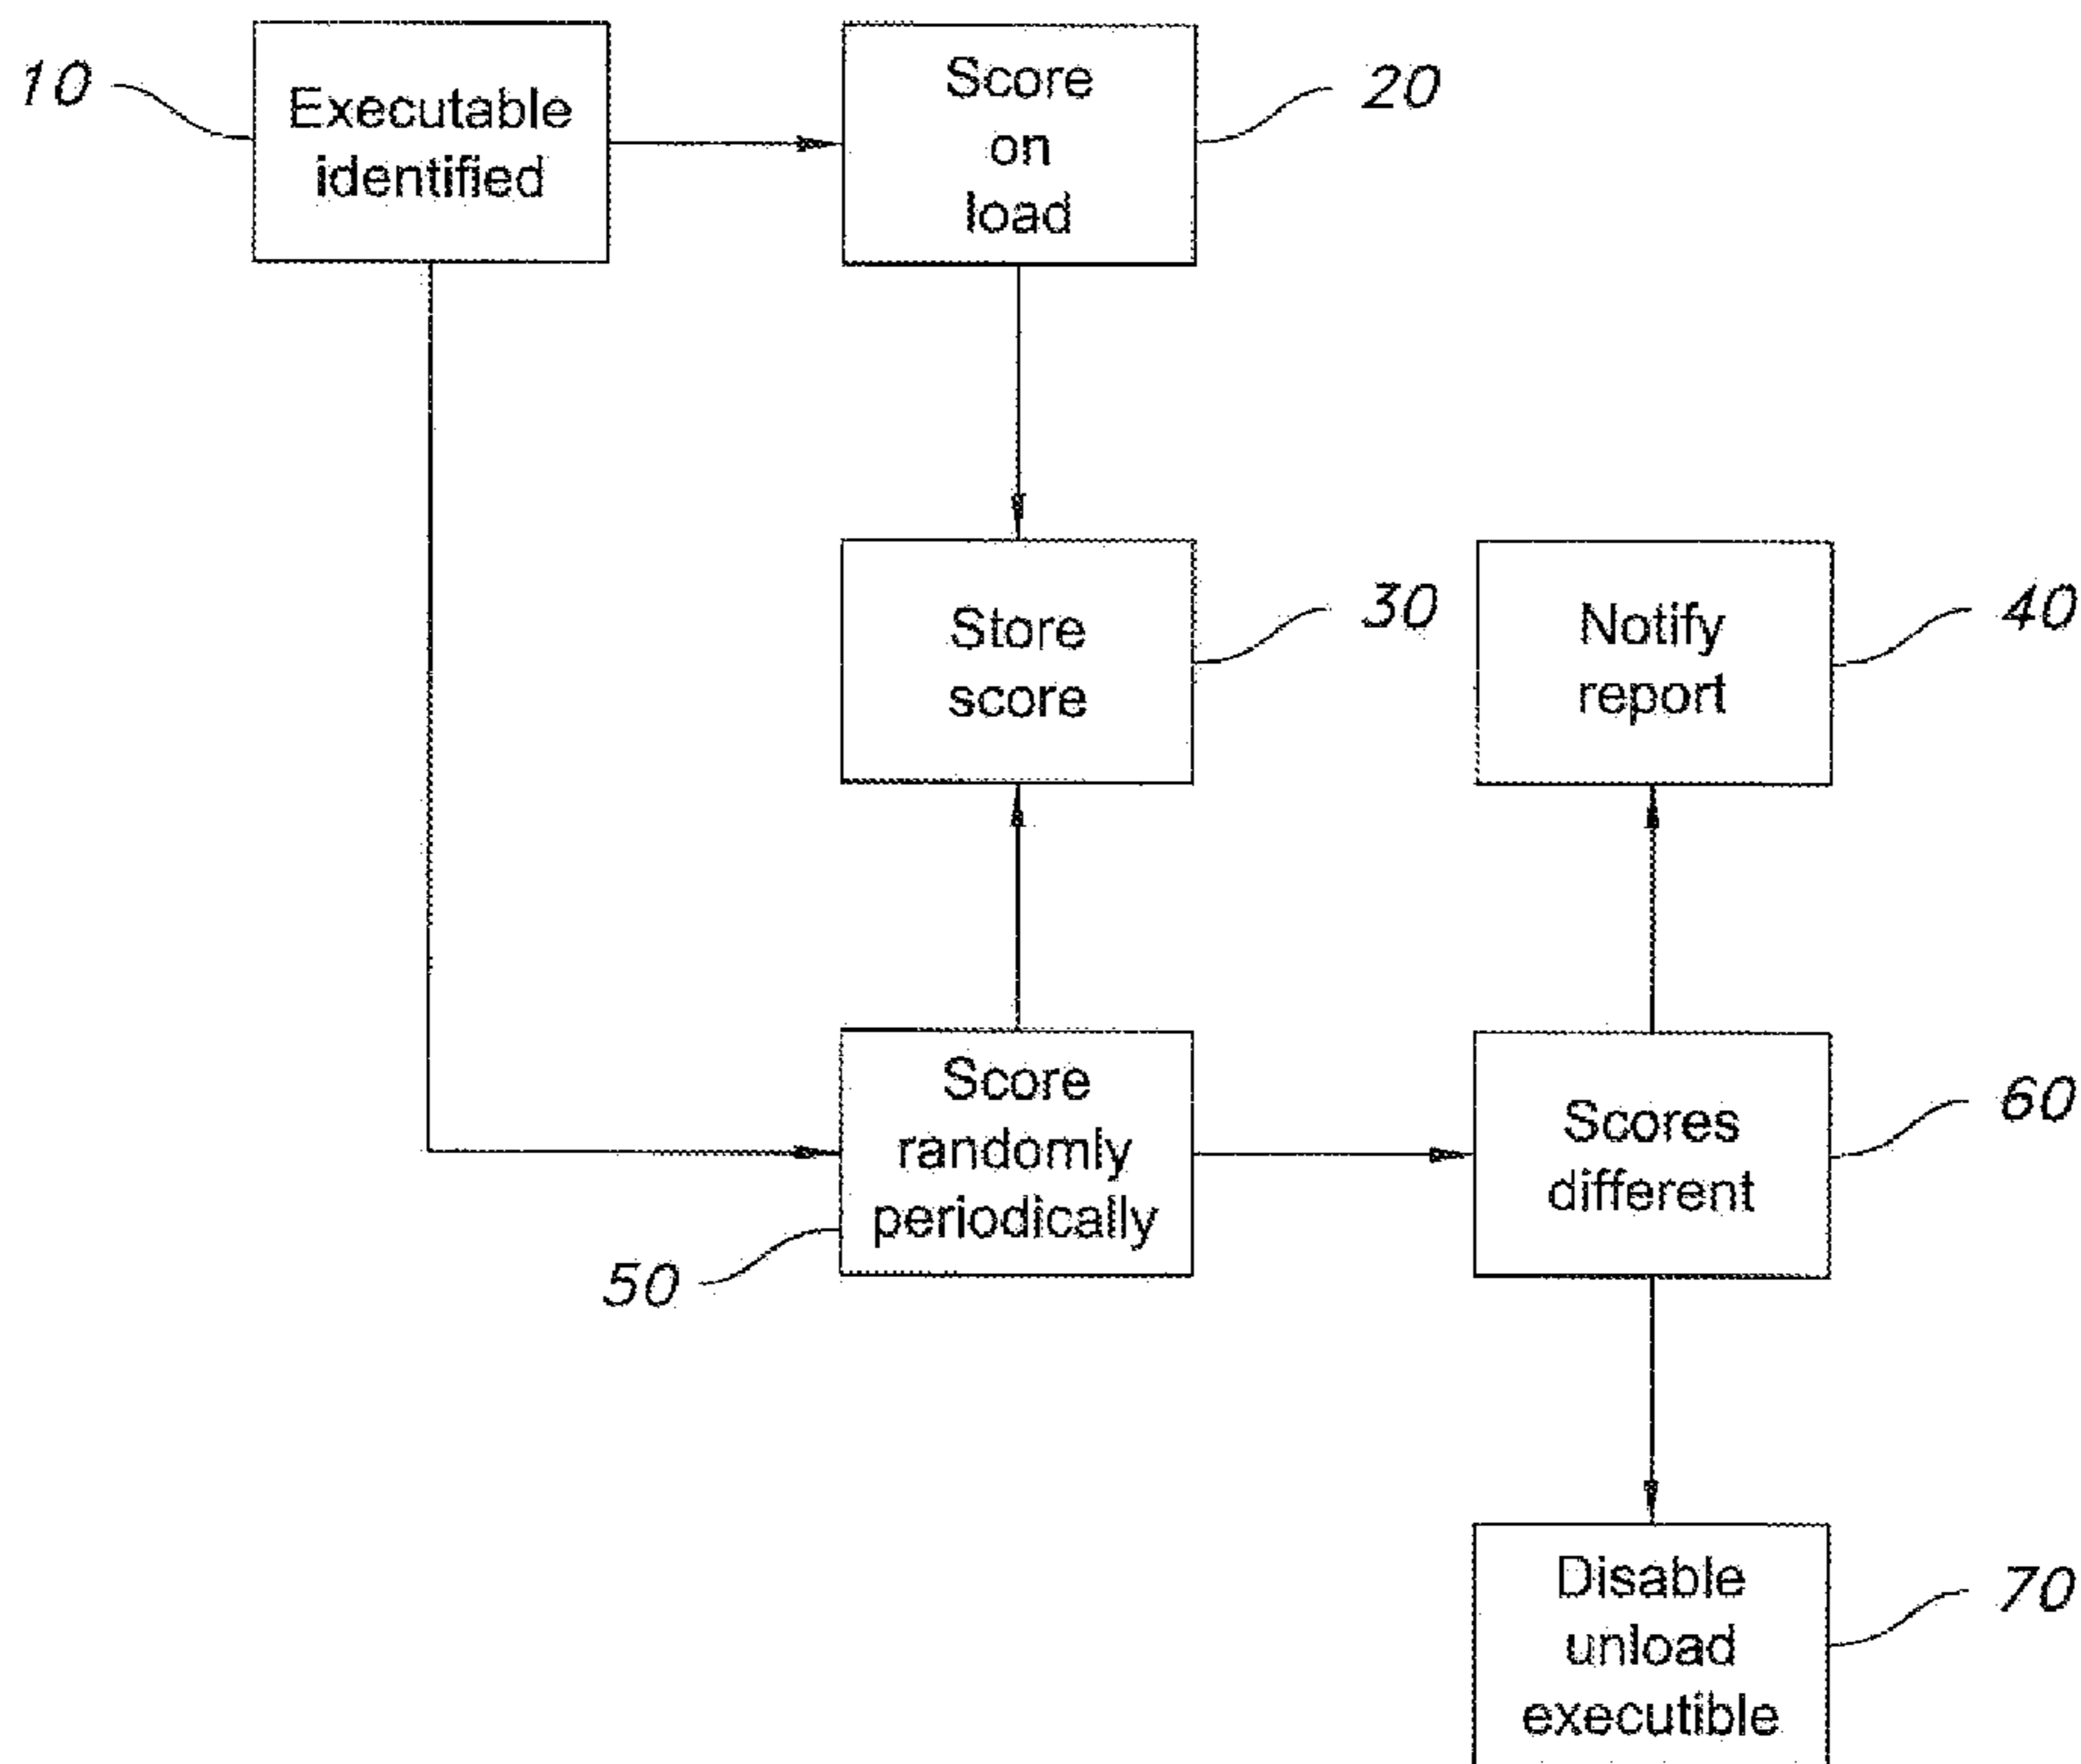 10
Executable
identified
Score
on
load
20
Store
score
30
Notify
report
40
Score
randomly
periodically
50
Scores
different
60
Disable
unload
executible
70